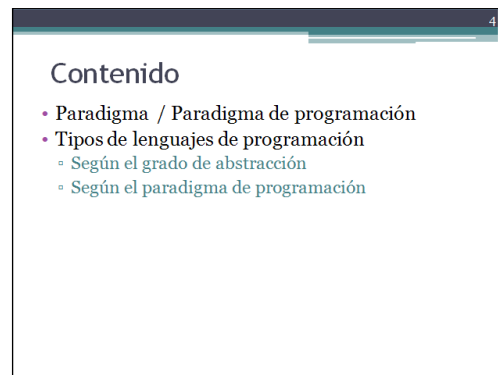 4
Contenido
• Paradigma / Paradigma de programación
• Tipos de lenguajes de programación
▫ Según el grado de abstracción
▫ Según el paradigma de programación